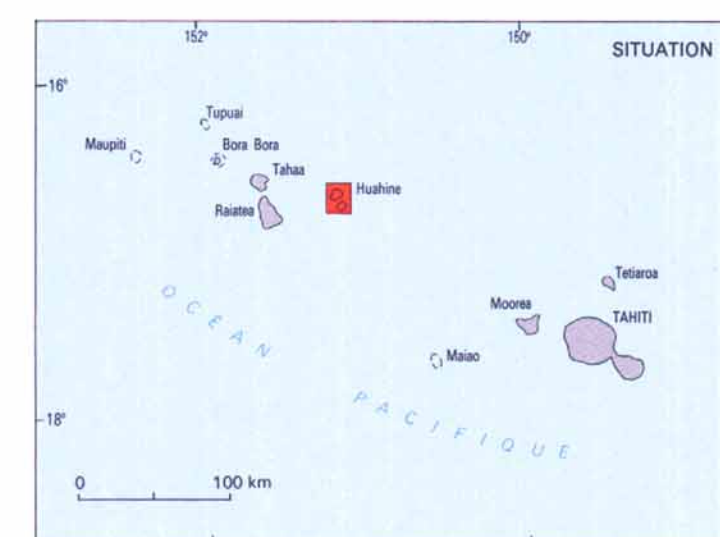 152°
150°
SITUATION
16°
Tupuai
Maupiti
Bora Bora
Tahaa
Huahine
Raiatea
Tetiaroa
Moorea
TAHITI
Maiao
OCÉAN
PACIFIQUE
18°
0
100 km